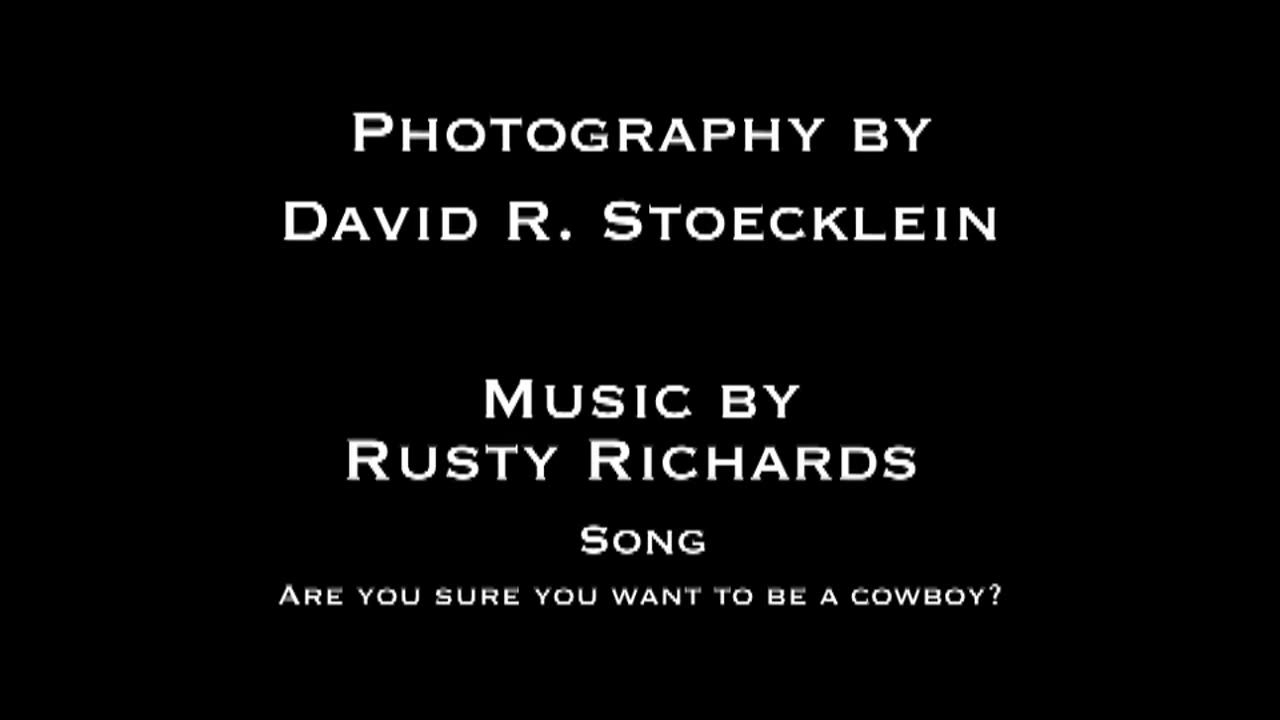 Photography by
David R. Stoecklein
Music by
Rusty Richards
Song
Are you sure you want to be a cowboy?